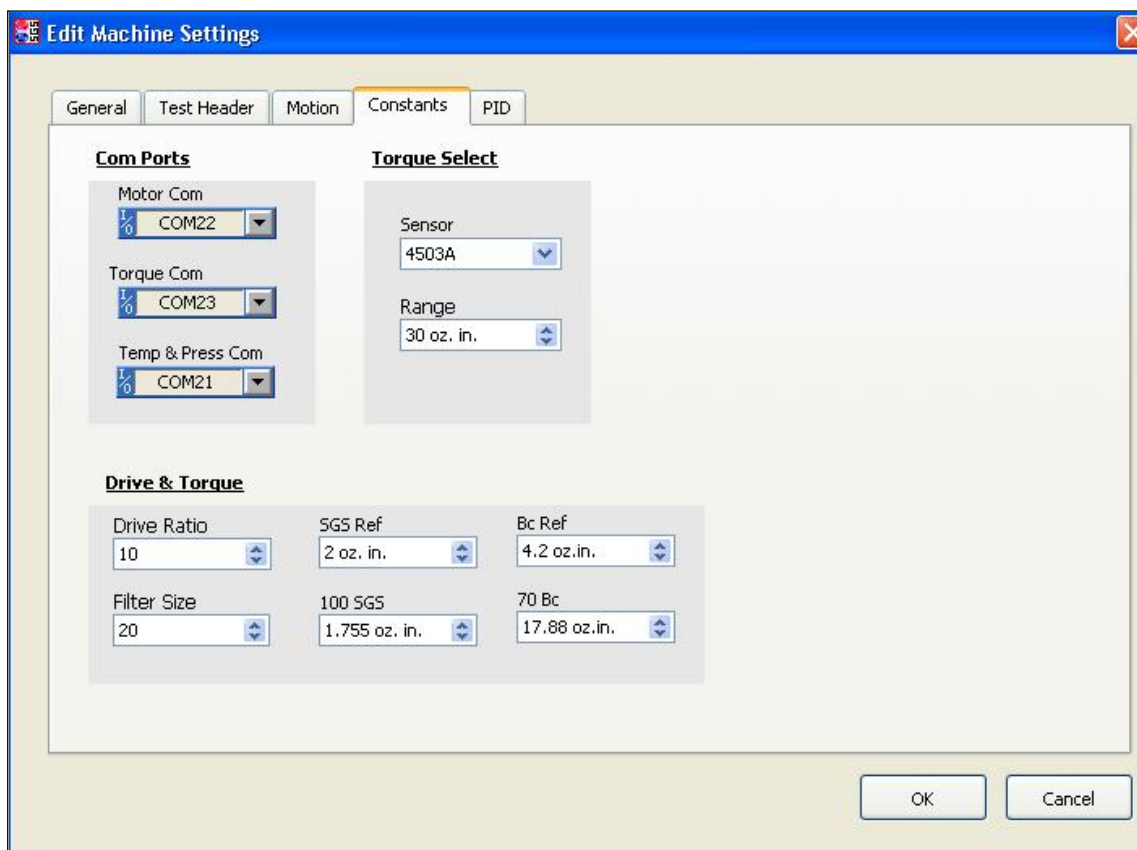 Edit Machine Settings
General Test Header Motion Constants PID
Com Ports
Motor Com
I/O COM22
Torque Com
I/O COM23
Temp & Press Com
I/O COM21
Torque Select
Sensor
4503A
Range
30 oz. in.
Drive & Torque
Drive Ratio SGS Ref Bc Ref
10 2 oz. in. 4.2 oz.in.
Filter Size 100 SGS 70 Bc
20 1.755 oz. in. 17.88 oz.in.
OK Cancel